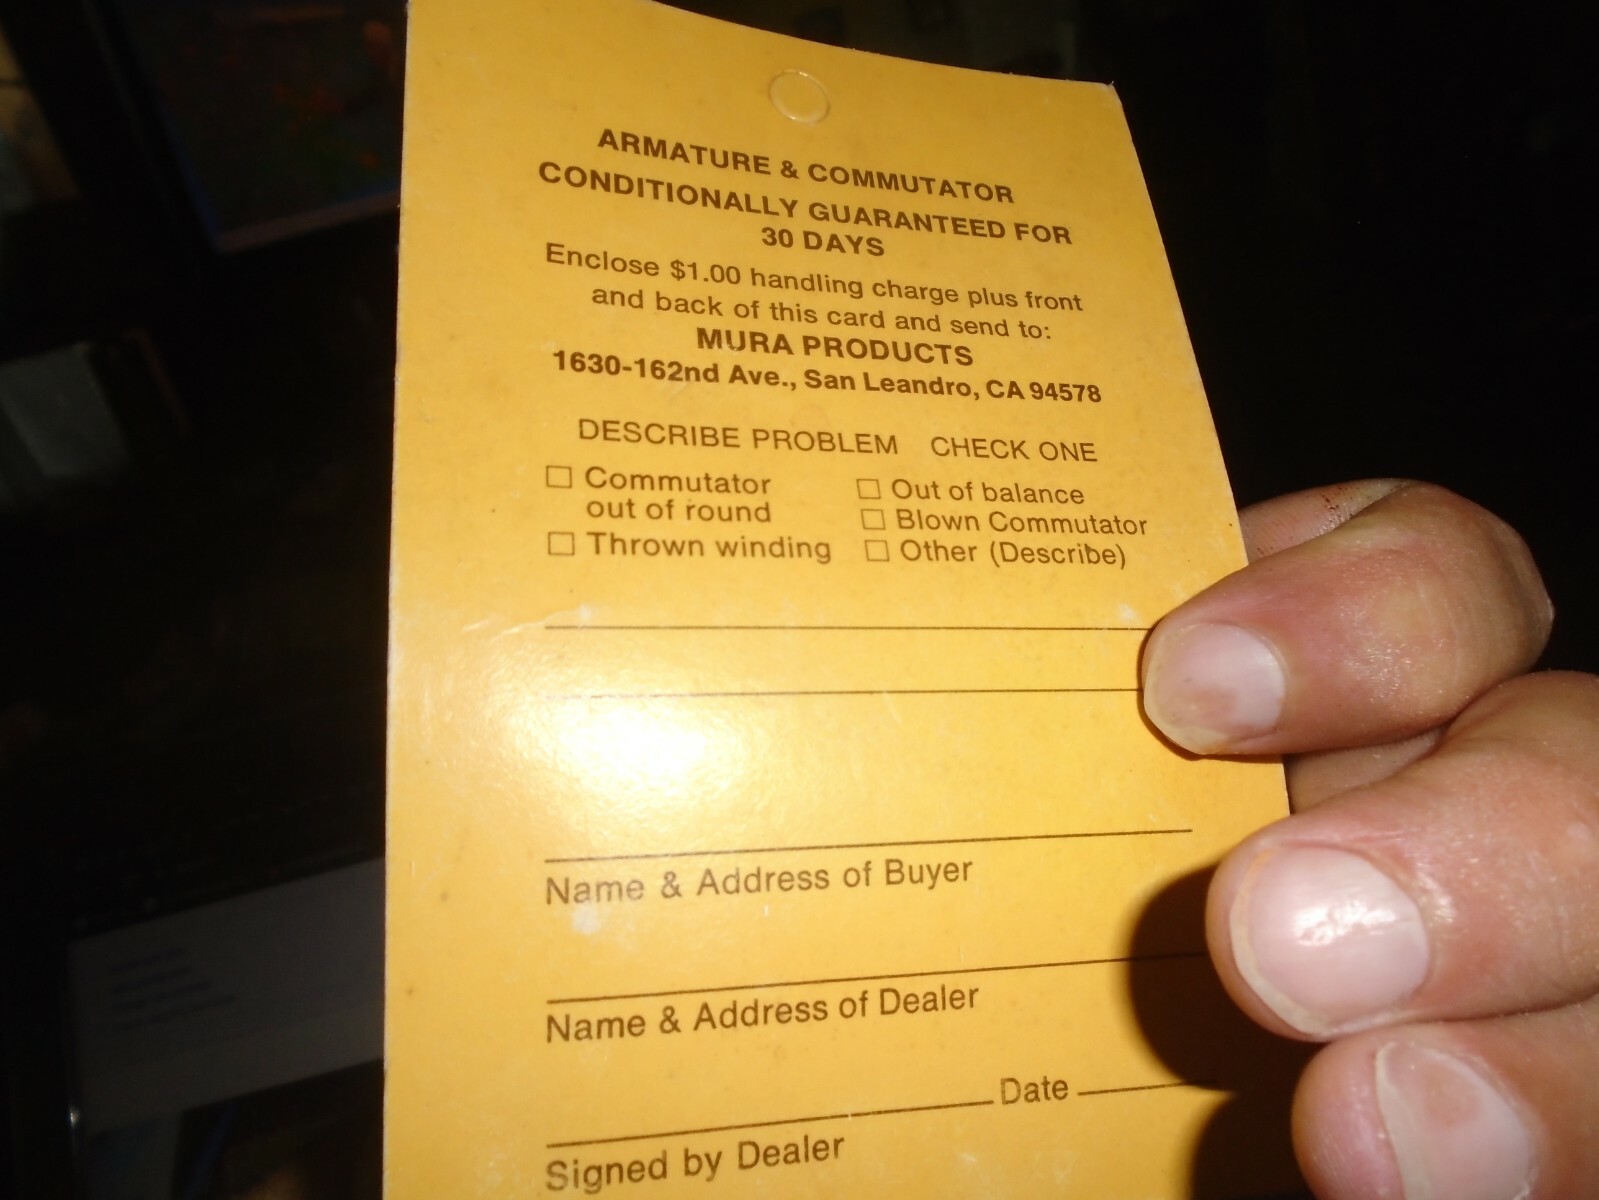 ARMATURE & COMMUTATOR
CONDITIONALLY GUARANTEED FOR
30 DAYS
Enclose $1.00 handling charge plus front
and back of this card and send to:
MURA PRODUCTS
1630-162nd Ave., San Leandro, CA 94578
DESCRIBE PROBLEM CHECK ONE
Commutator
out of round
Thrown winding
Out of balance
Blown Commutator
Other (Describe)
Name & Address of Buyer
Name & Address of Dealer
Date
Signed by Dealer